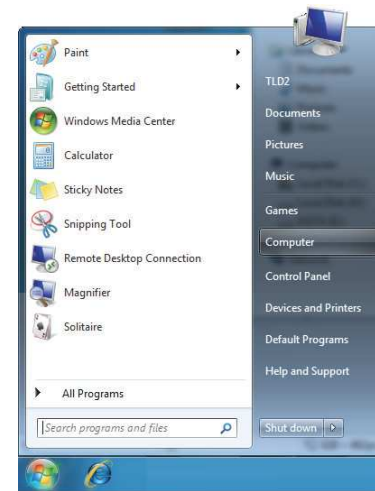 Paint
Getting Started
Windows Media Center
Calculator
Sticky Notes
Snipping Tool
Remote Desktop Connection
Magnifier
Solitaire
All Programs
Search programs and files
TLD2
Documents
Pictures
Music
Games
Computer
Control Panel
Devices and Printers
Default Programs
Help and Support
Shut down